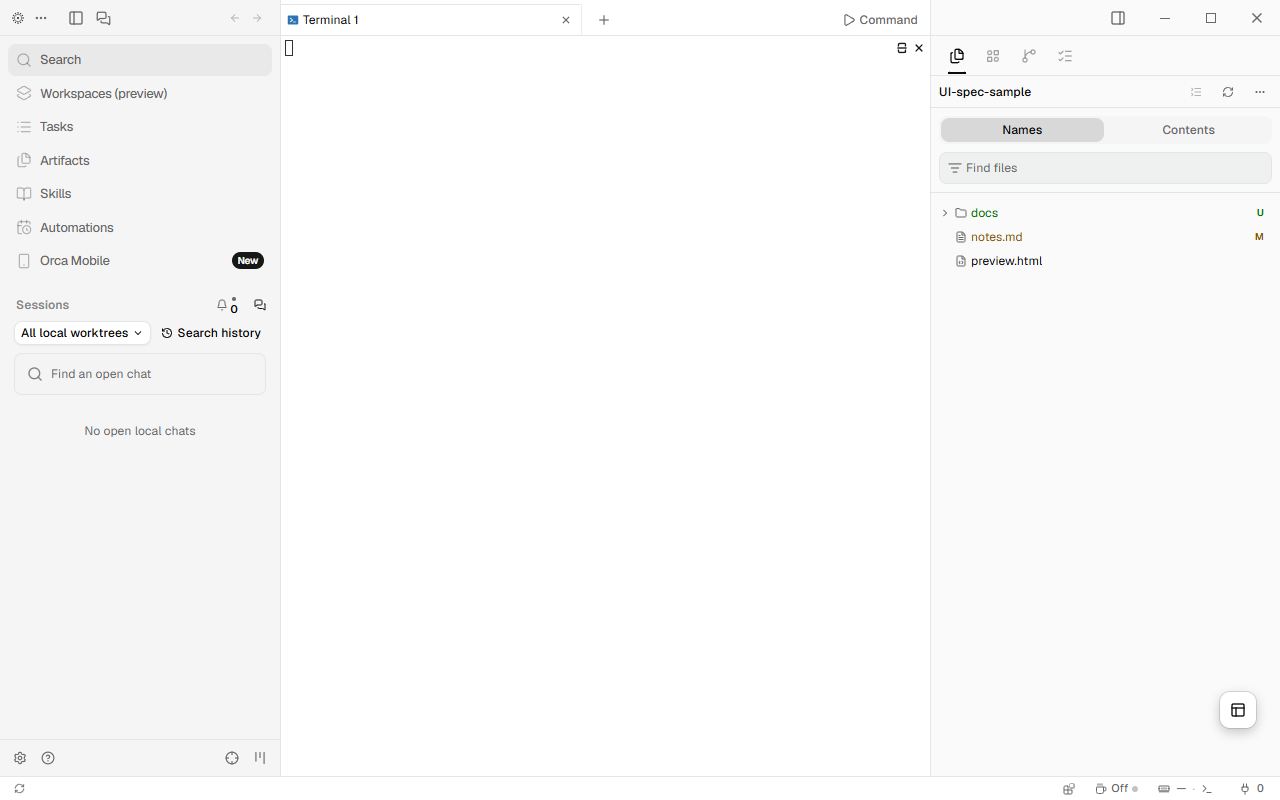 Terminal 1
Command
Search
Workspaces (preview)
Tasks
Artifacts
Skills
Automations
Orca Mobile
New
Sessions
0
All local worktrees
Search history
Find an open chat
No open local chats
UI-spec-sample
Names
Contents
Find files
docs
U
notes.md
M
preview.html
Off
0